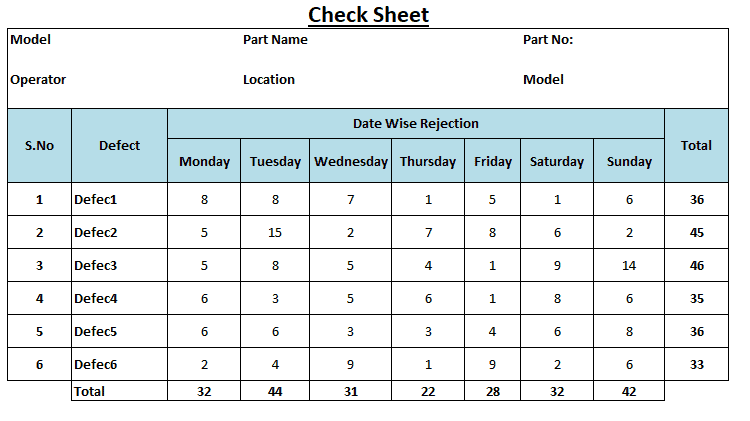 Check Sheet
Model Part Name Part No:
Operator Location Model
S.No Defect Date Wise Rejection Total
Monday Tuesday Wednesday Thursday Friday Saturday Sunday
1 Defec1 8 8 7 1 5 1 6 36
2 Defec2 5 15 2 7 8 6 2 45
3 Defec3 5 8 5 4 1 9 14 46
4 Defec4 6 3 5 6 1 8 6 35
5 Defec5 6 6 3 3 4 6 8 36
6 Defec6 2 4 9 1 9 2 6 33
Total 32 44 31 22 28 32 42